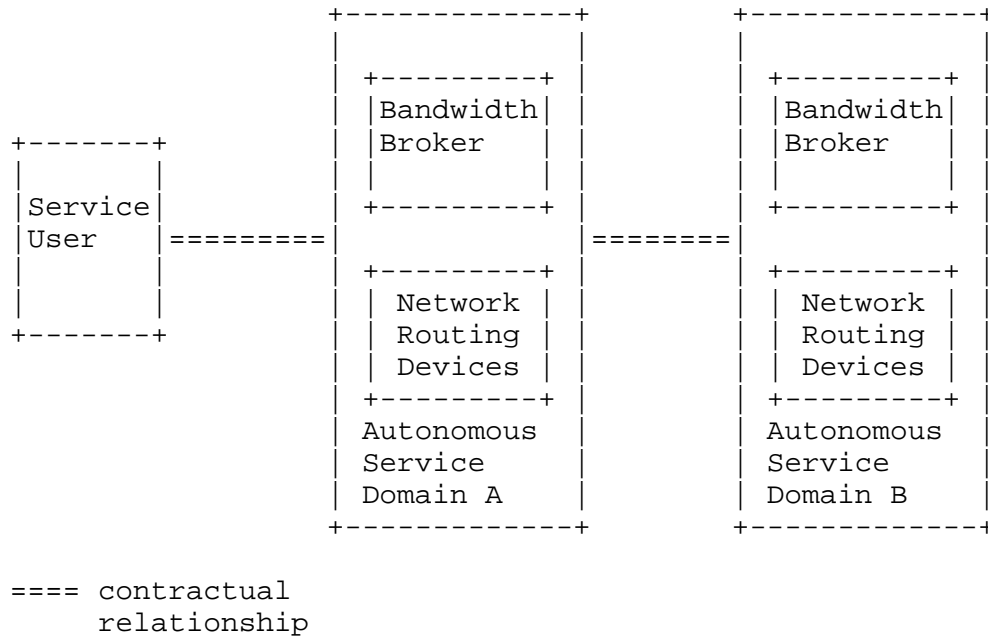 Bandwidth
Broker
Bandwidth
Broker
Service
User
Network
Routing
Devices
Network
Routing
Devices
Autonomous
Service
Domain A
Autonomous
Service
Domain B
==== contractual
relationship